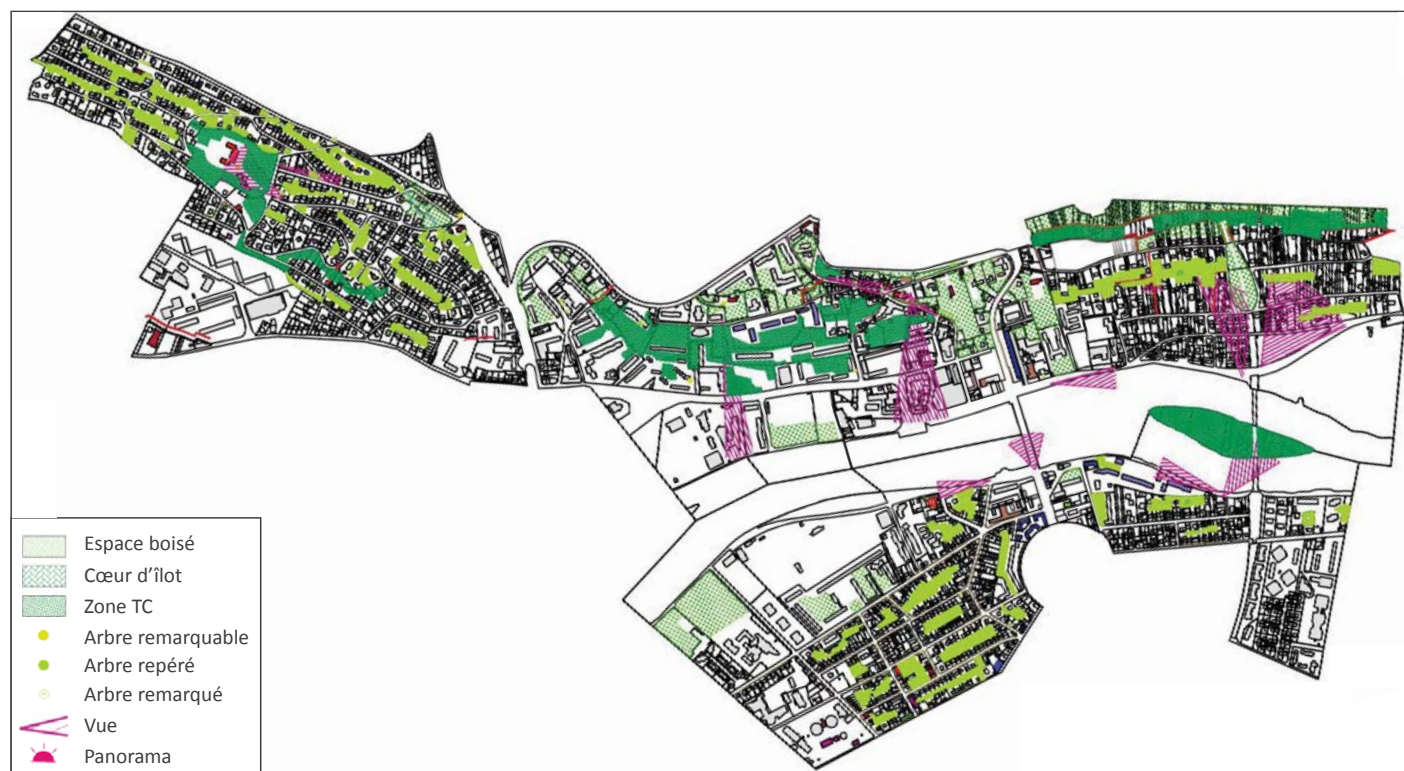 Espace boisé
Cœur d'îlot
Zone TC
Arbre remarquable
Arbre repéré
Arbre remarqué
Vue
Panorama